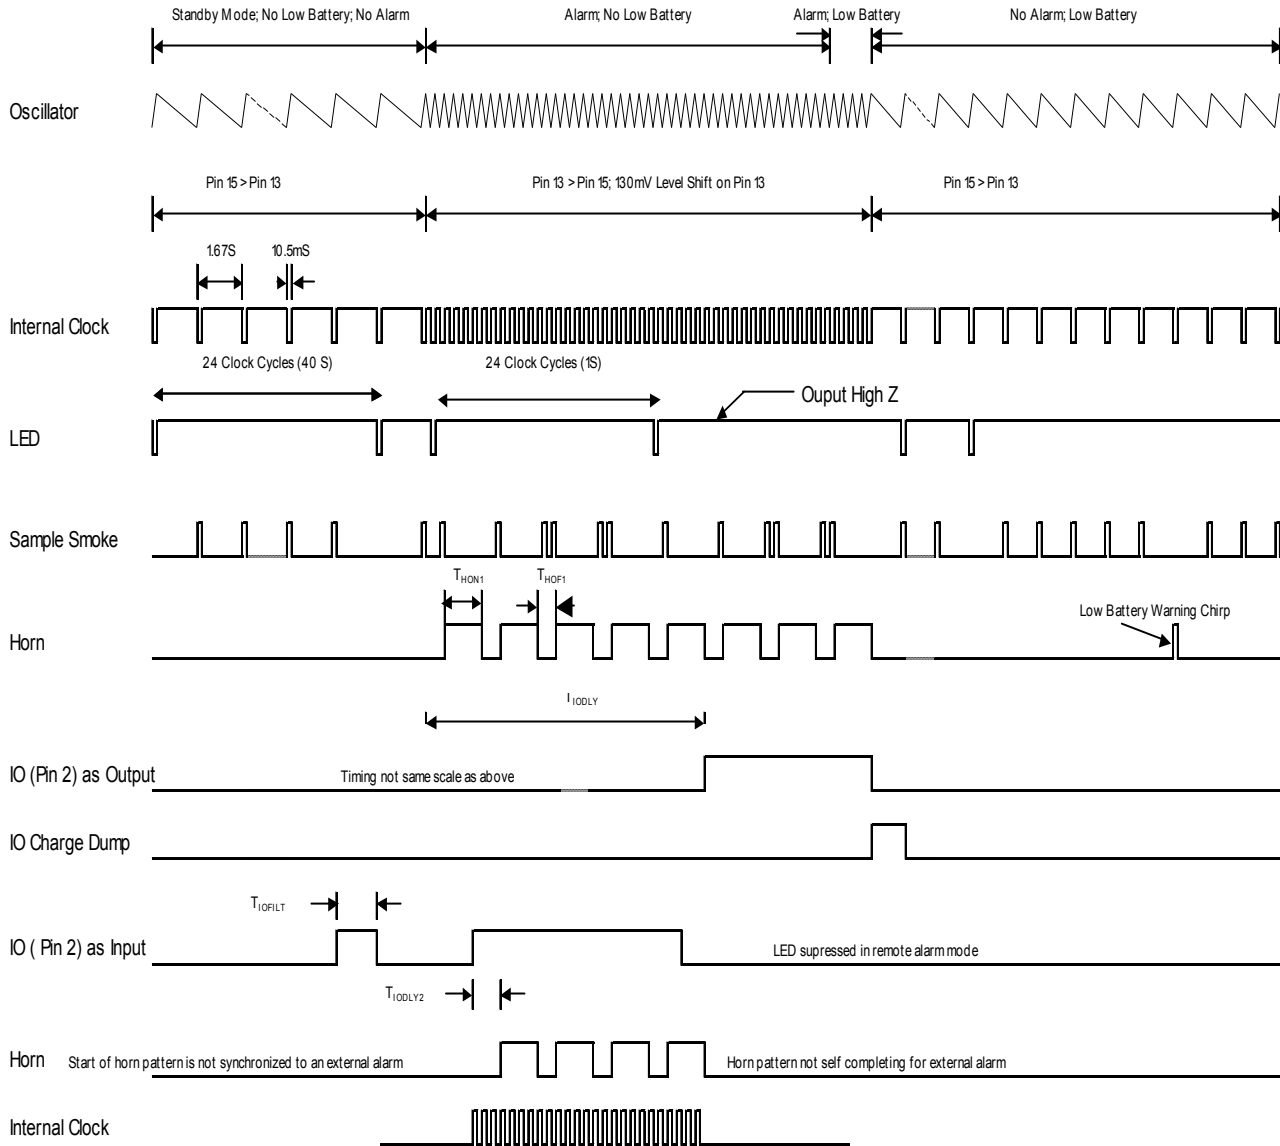 Standby Mode; No Low Battery; No Alarm
Alarm; No Low Battery
Alarm; Low Battery
No Alarm; Low Battery
Oscillator
Pin 15 > Pin 13
Pin 13 > Pin 15; 130mV Level Shift on Pin 13
Pin 15 > Pin 13
1.67S
10.5mS
Internal Clock
24 Clock Cycles (40 S)
24 Clock Cycles (1S)
Ouput High Z
LED
Sample Smoke
THON1
THOF1
Low Battery Warning Chirp
Horn
IIODLY
IO (Pin 2) as Output
Timing not same scale as above
IO Charge Dump
TIOFILT
IO ( Pin 2) as Input
LED supressed in remote alarm mode
TIODLY2
Horn
Start of horn pattern is not synchronized to an external alarm
Horn pattern not self completing for external alarm
Internal Clock